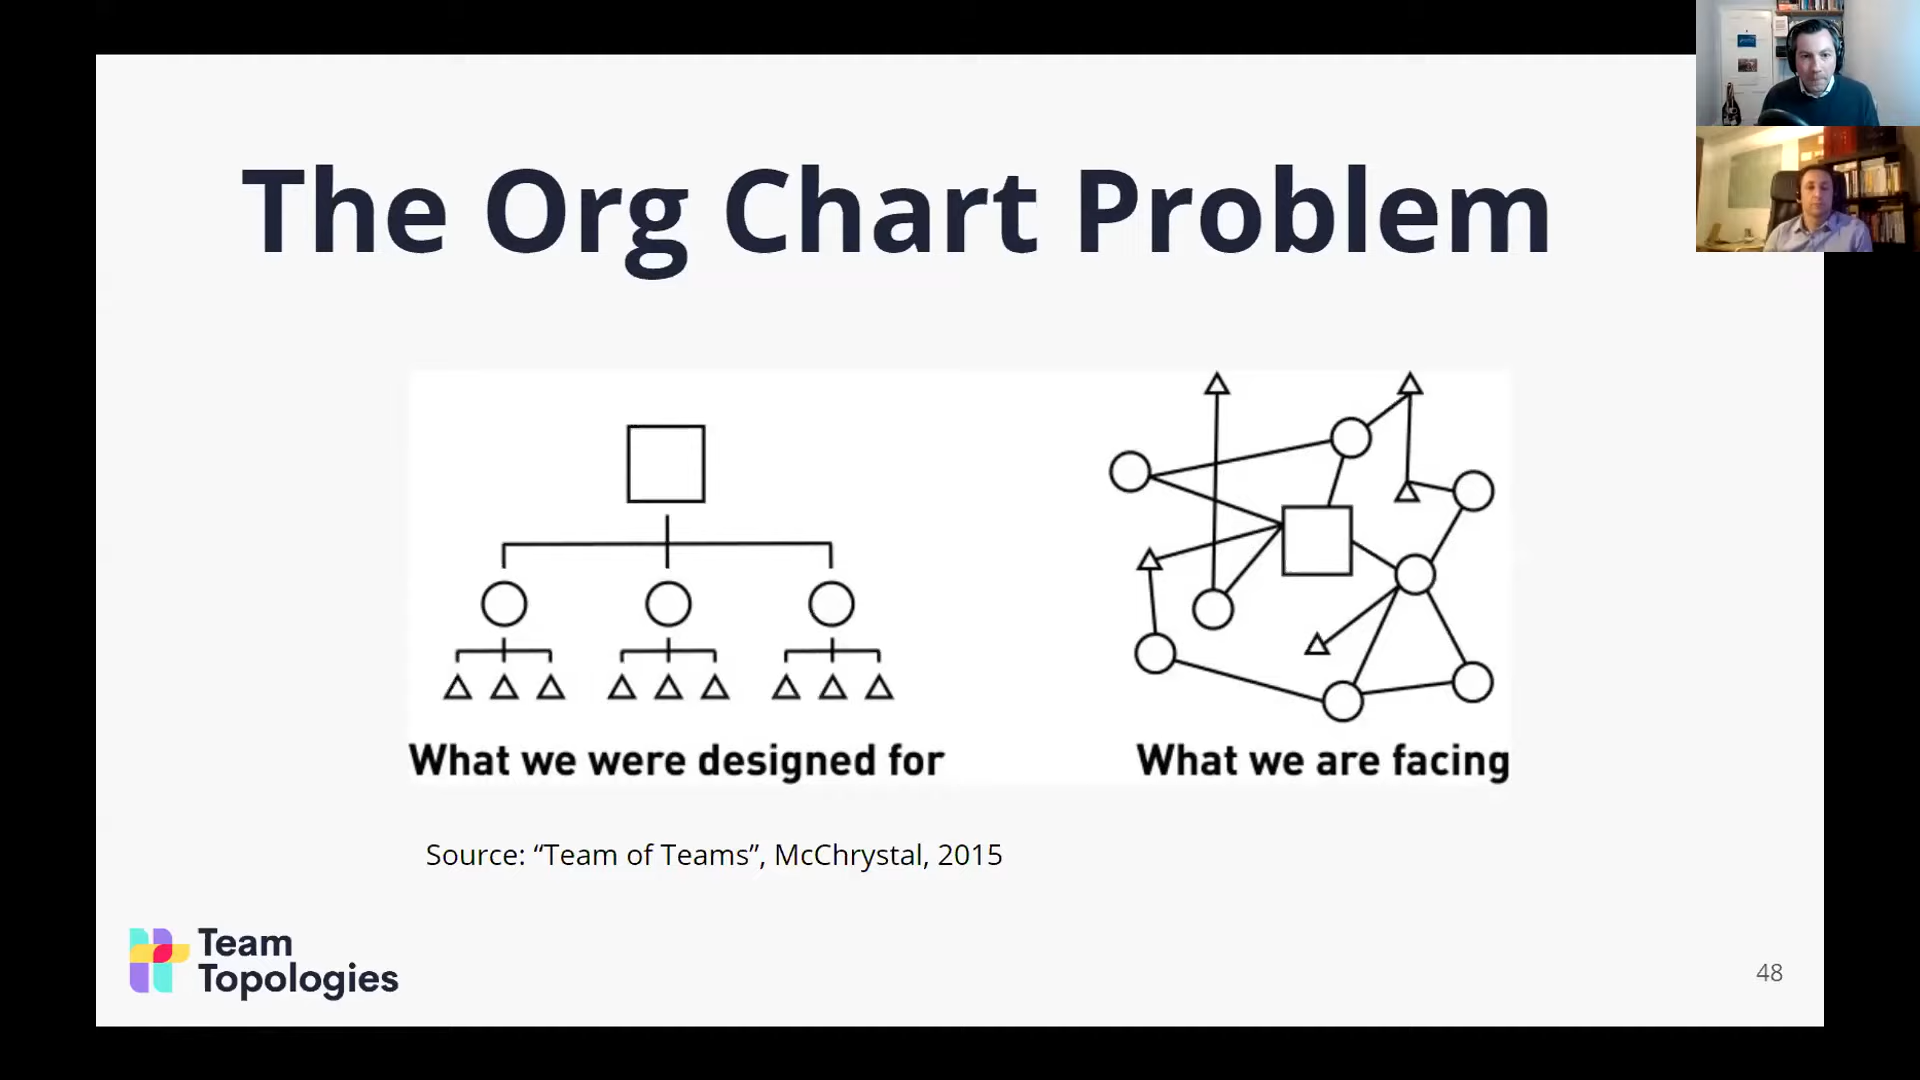 The Org Chart Problem
What we were designed for
What we are facing
Source: “Team of Teams”, McChrystal, 2015
Team
Topologies
48